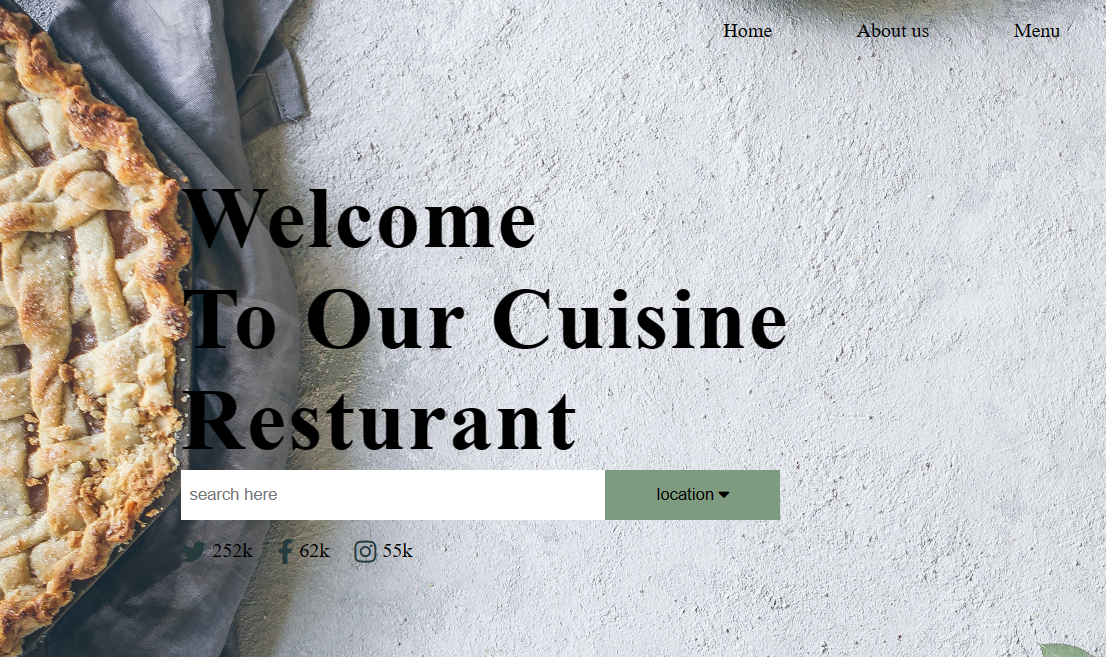 Home About us Menu
Welcome
To Our Cuisine
Resturant
search here location
252k 62k 55k